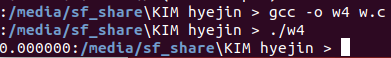 :/media/sf_share\KIM hyejin > gcc -o w4 w.c
:/media/sf_share\KIM hyejin > ./w4
0.000000:/media/sf_share\KIM hyejin >